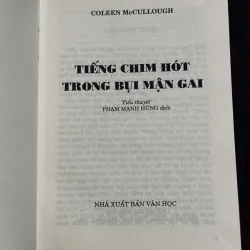 COLEEN McCULLOUGH
TIẾNG CHIM HÓT
TRONG BỤI MẬN GAI
Tiểu thuyết
PHẠM MẠNH HÙNG dịch
NHÀ XUẤT BẢN VĂN HỌC